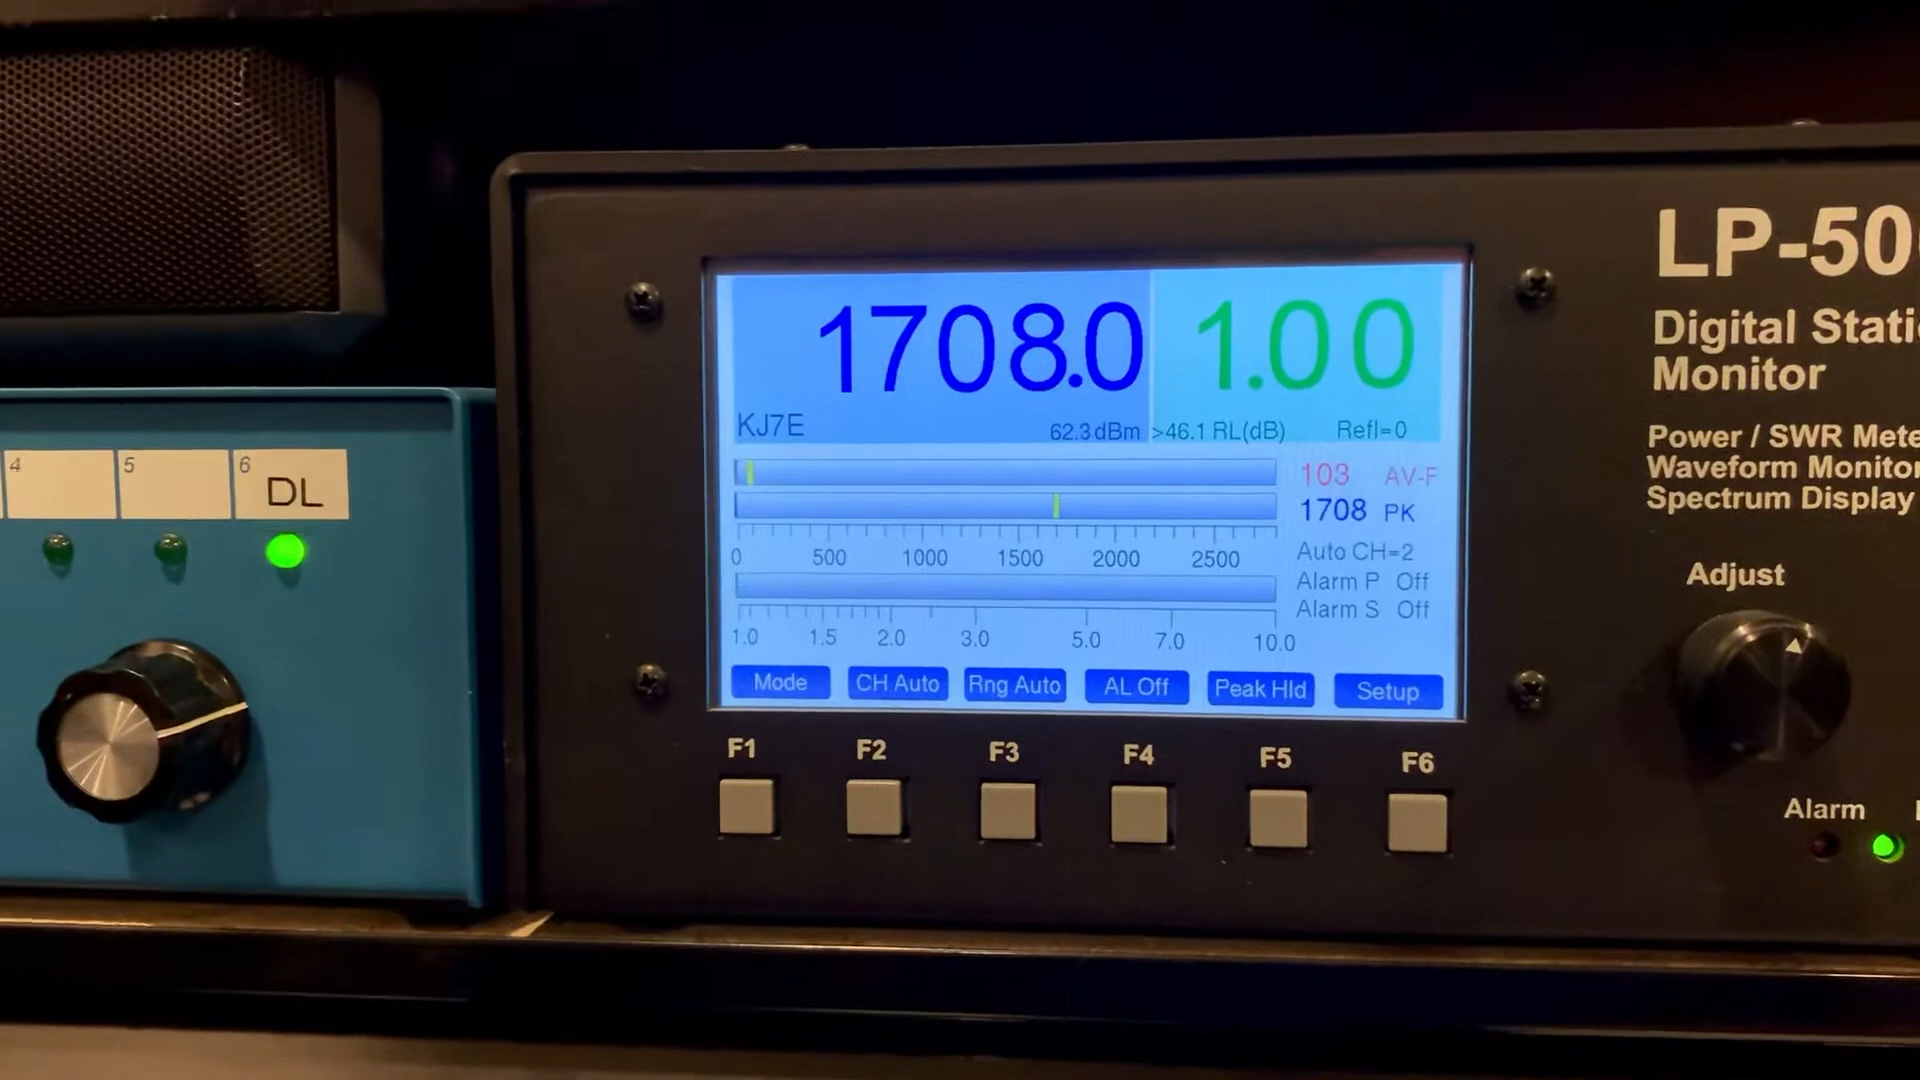 4
5
6 DL
1708.0 1.00
KJ7E 62.3 dBm >46.1 RL(dB) Refl=0
103 AV-F
1708 PK
0 500 1000 1500 2000 2500
Auto CH=2
Alarm P Off
Alarm S Off
1.0 1.5 2.0 3.0 5.0 7.0 10.0
Mode CH Auto Rng Auto AL Off Peak Hld Setup
F1 F2 F3 F4 F5 F6
LP-50
Digital Stati
Monitor
Power / SWR Mete
Waveform Monitor
Spectrum Display
Adjust
Alarm